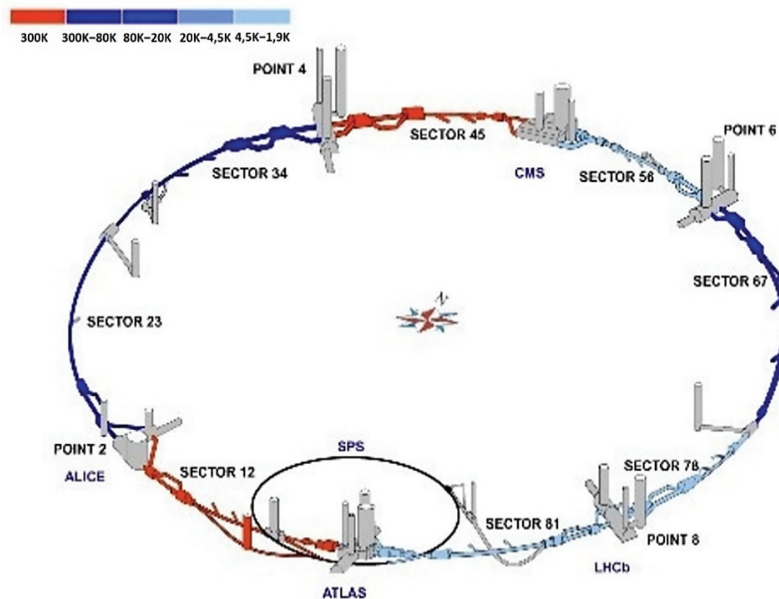 300K 300K–80K 80K–20K 20K–4,5K 4,5K–1,9K
POINT 4
SECTOR 45
POINT 6
CMS
SECTOR 34
SECTOR 56
SECTOR 67
SECTOR 23
N
SPS
POINT 2
ALICE
SECTOR 12
SECTOR 78
SECTOR 81
POINT 8
LHCb
ATLAS